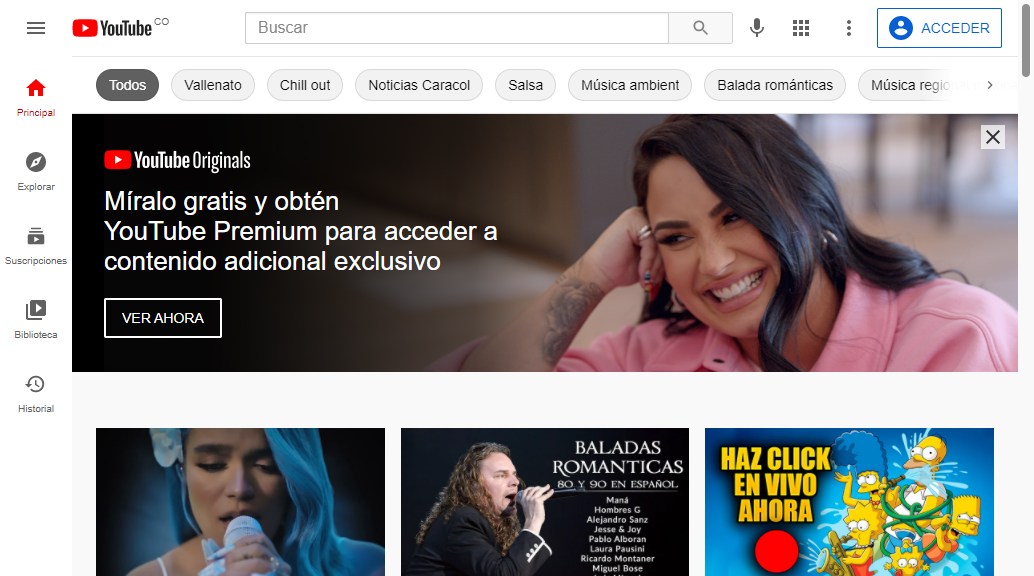 YouTube CO
Buscar
ACCEDER
Todos
Vallenato
Chill out
Noticias Caracol
Salsa
Música ambient
Balada románticas
Música regio
Principal
Explorar
Suscripciones
Biblioteca
Historial
YouTube Originals
Míralo gratis y obtén
YouTube Premium para acceder a
contenido adicional exclusivo
VER AHORA
BALADAS
ROMANTICAS
80 Y 90 EN ESPAÑOL
Maná
Hombres G
Alejandro Sanz
Jesse & Joy
Pablo Alboran
Laura Pausini
Ricardo Montaner
Miguel Bose
HAZ CLICK
EN VIVO
AHORA